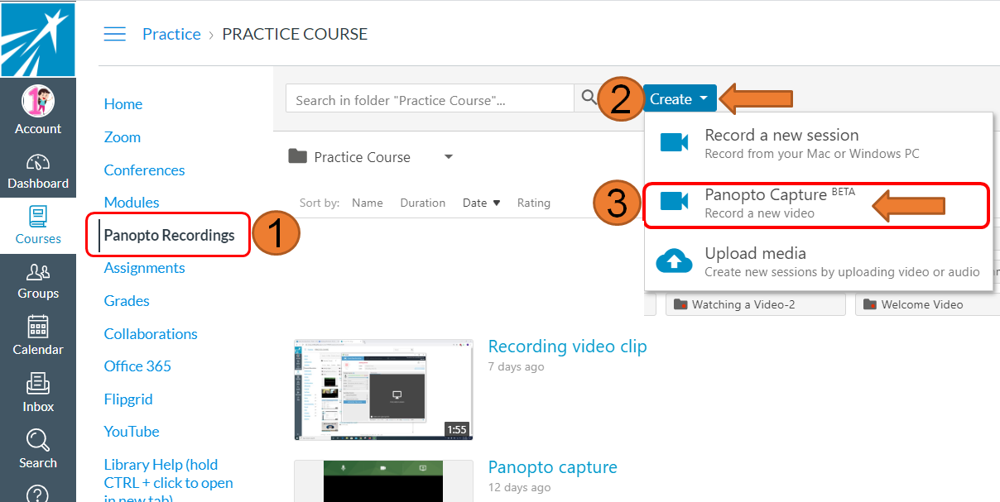 Practice › PRACTICE COURSE
Account
Dashboard
Courses
Groups
Calendar
Inbox
Search
Home
Zoom
Conferences
Modules
Panopto Recordings
1
Assignments
Grades
Collaborations
Office 365
Flipgrid
YouTube
Library Help (hold
CTRL + click to open
in new tab)
Search in folder "Practice Course"...
2
Create
Record a new session
Record from your Mac or Windows PC
3
Panopto Capture BETA
Record a new video
Upload media
Create new sessions by uploading video or audio
Practice Course
Sort by: Name Duration Date Rating
Watching a Video-2
Welcome Video
Recording video clip
7 days ago
1:55
Panopto capture
12 days ago